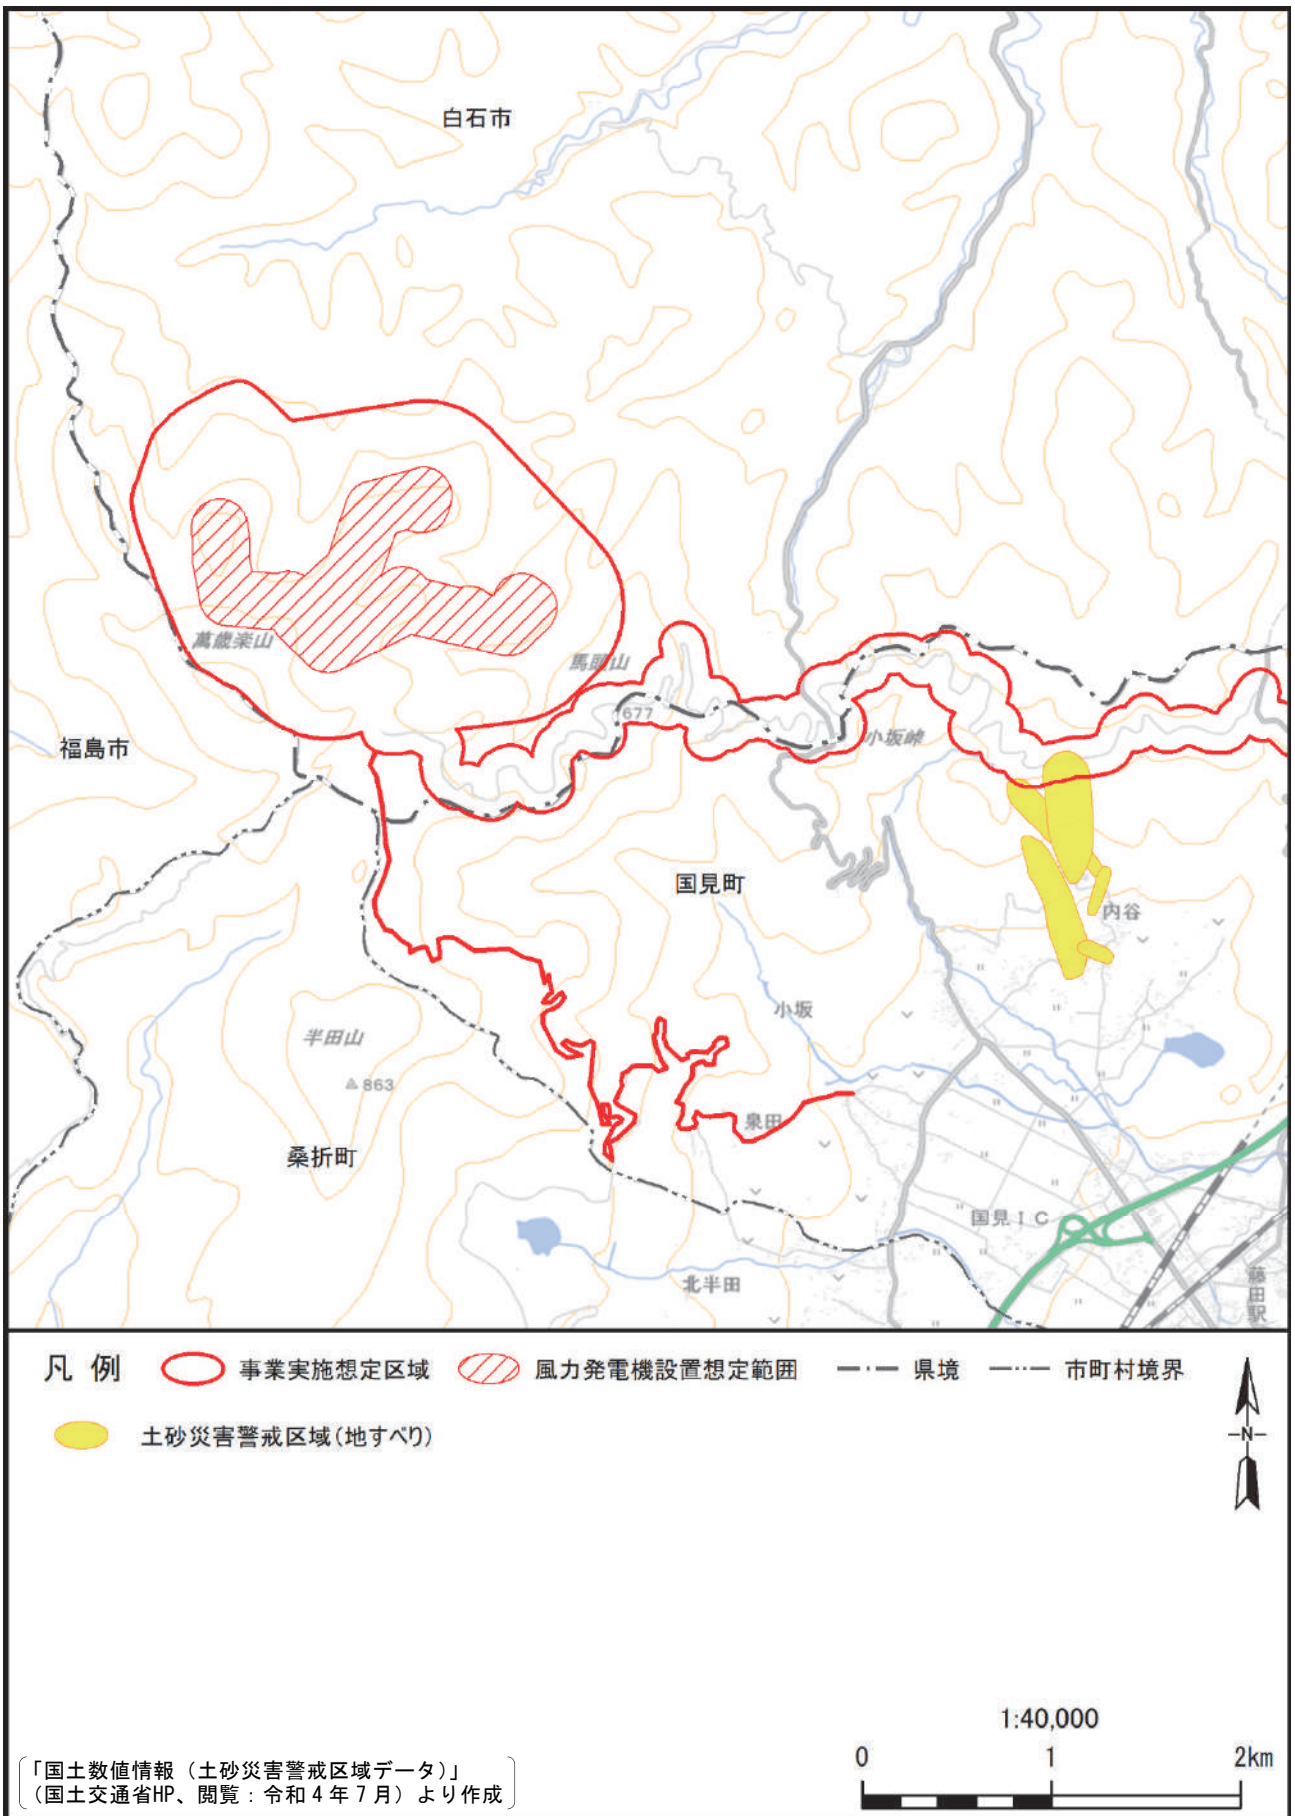 白石市
萬歳楽山
馬頭山
677
小坂峠
福島市
国見町
内谷
小坂
半田山
863
泉田
桑折町
国見IC
北半田
藤田駅
凡 例
事業実施想定区域
風力発電機設置想定範囲
県境
市町村境界
土砂災害警戒区域(地すべり)
N
1:40,000
0 1 2km
「国土数値情報（土砂災害警戒区域データ）」
（国土交通省HP、閲覧：令和4年7月）より作成